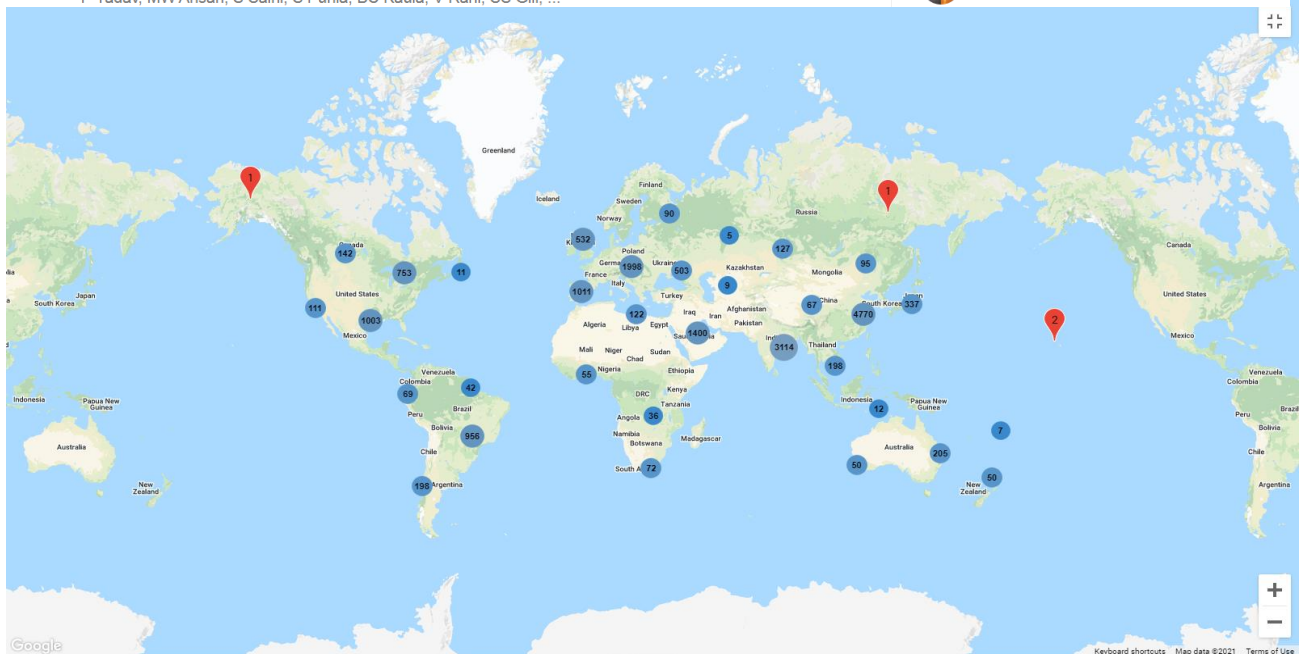 Greenland
Finland
Iceland
Sweden
Russia
Norway
1
1
90
532
5
Poland
Ukraine
127
Canada
142
753
11
1998
503
Kazakhstan
Mongolia
95
Canada
France
Italy
9
1011
Turkey
67
China
South Korea
337
Japan
South Korea
United States
111
1003
Mexico
122
Algeria
Libya
Egypt
Iraq
Iran
Afghanistan
Pakistan
1400
3114
4770
2
United States
Mexico
Mali
Niger
Chad
Sudan
Nigeria
Ethiopia
55
Thailand
198
Venezuela
Colombia
69
42
Peru
Brazil
Bolivia
956
Chile
198
Argentina
DRC
Kenya
Tanzania
Angola
36
Namibia
Botswana
Madagascar
72
Indonesia
Papua New
Guinea
Indonesia
12
Papua New
Guinea
7
Australia
Australia
205
50
50
New
Zealand
New
Zealand
Venezuela
Colombia
Peru
Brazil
Bolivia
Chile
Argentina
Google
+
−
Keyboard shortcuts Map data ©2021 Terms of Use